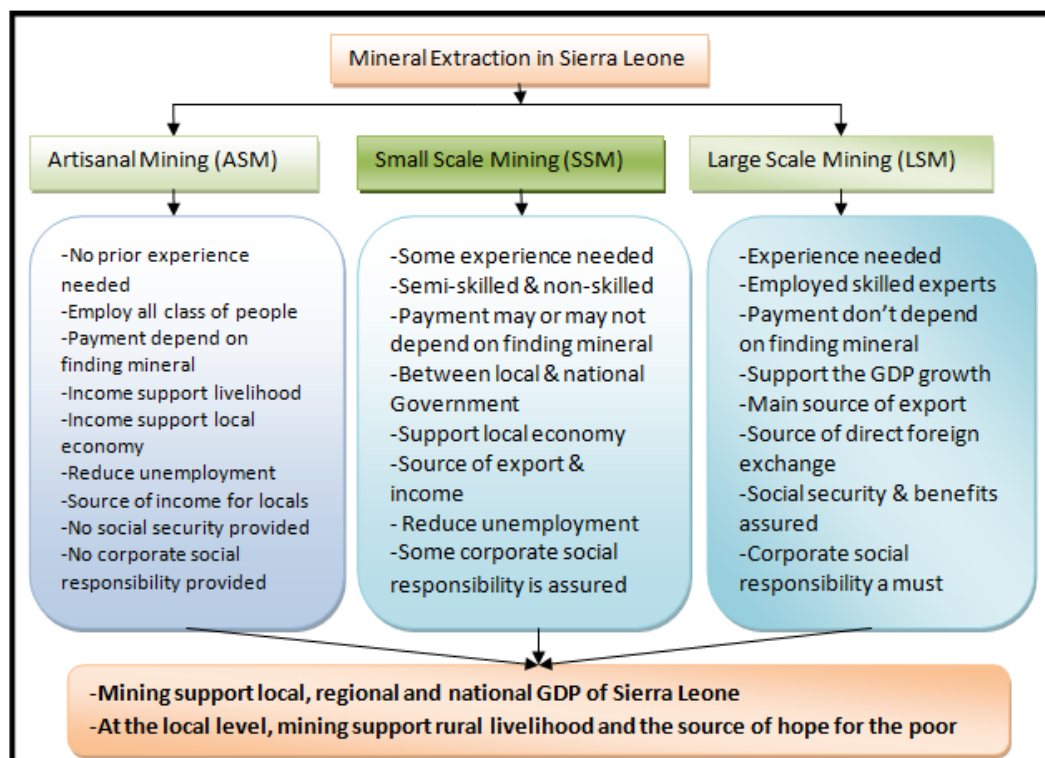 Mineral Extraction in Sierra Leone
Artisanal Mining (ASM)
Small Scale Mining (SSM)
Large Scale Mining (LSM)
-No prior experience
needed
-Employ all class of people
-Payment depend on
finding mineral
-Income support livelihood
-Income support local
economy
-Reduce unemployment
-Source of income for locals
-No social security provided
-No corporate social
responsibility provided
-Some experience needed
-Semi-skilled & non-skilled
-Payment may or may not
depend on finding mineral
-Between local & national
Government
-Support local economy
-Source of export &
income
- Reduce unemployment
-Some corporate social
responsibility is assured
-Experience needed
-Employed skilled experts
-Payment don’t depend
on finding mineral
-Support the GDP growth
-Main source of export
-Source of direct foreign
exchange
-Social security & benefits
assured
-Corporate social
responsibility a must
-Mining support local, regional and national GDP of Sierra Leone
-At the local level, mining support rural livelihood and the source of hope for the poor